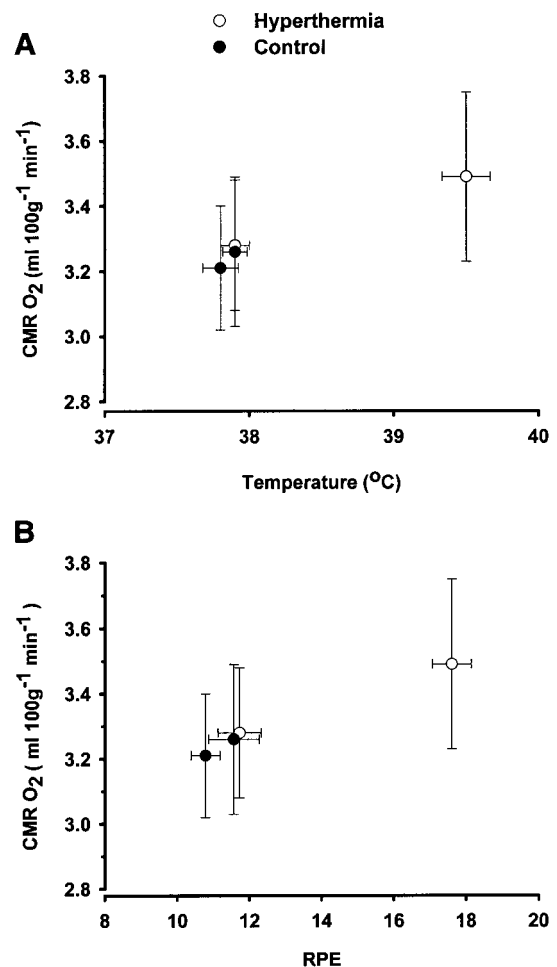 Hyperthermia
Control
A
CMR O2 (ml 100g-1 min-1)
3.8
3.6
3.4
3.2
3.0
2.8
37
38
39
40
Temperature (oC)
B
CMR O2 ( ml 100g-1 min-1 )
3.8
3.6
3.4
3.2
3.0
2.8
8
10
12
14
16
18
20
RPE